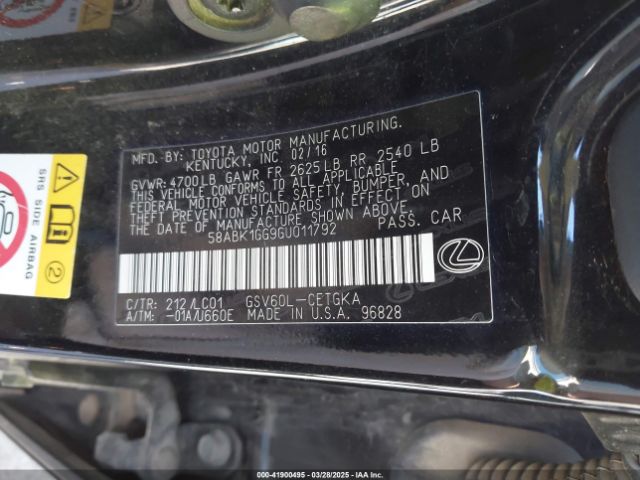 MFD. BY: TOYOTA MOTOR MANUFACTURING.
KENTUCKY, INC. 02/16
GVWR: 4700LB GAWR FR 2625LB RR 2540 LB
THIS VEHICLE CONFORMS TO ALL APPLICABLE
FEDERAL MOTOR VEHICLE SAFETY, BUMPER, AND
THEFT PREVENTION STANDARDS IN EFFECT ON
THE DATE OF MANUFACTURE SHOWN ABOVE.
58ABK1GG9GU011792 PASS. CAR
C/TR: 212/LC01 GSV60L-CETGKA
A/TM: -01A/U660E MADE IN U.S.A. 96828
SRS SIDE
AIRBAG
2
000-41900495 - 03/28/2025 - IAAI.COM